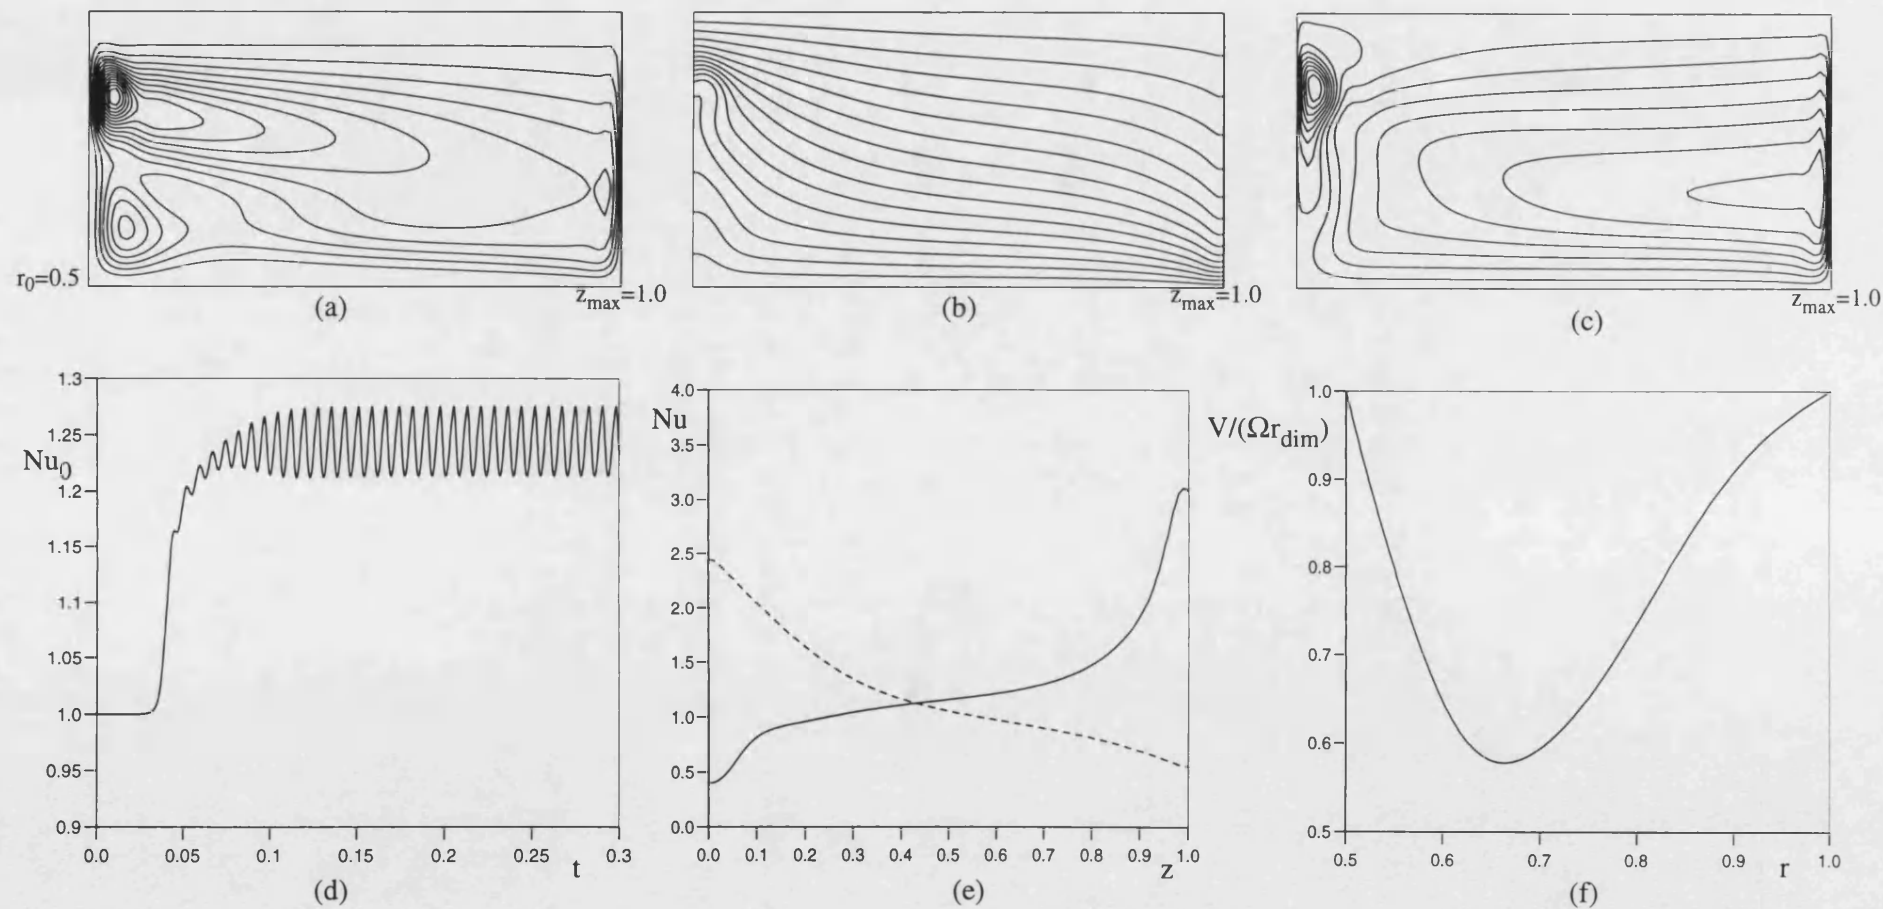 r₀=0.5
z_max=1.0
(a)
z_max=1.0
(b)
z_max=1.0
(c)
1.3
1.25
Nu₀
1.2
1.15
1.1
1.05
1.0
0.95
0.9
0.0 0.05 0.1 0.15 0.2 0.25 0.3
t
(d)
4.0
Nu
3.5
3.0
2.5
2.0
1.5
1.0
0.5
0.0
0.0 0.1 0.2 0.3 0.4 0.5 0.6 0.7 0.8 0.9 1.0
z
(e)
1.0
V/(Ωr_dim)
0.9
0.8
0.7
0.6
0.5
0.5 0.6 0.7 0.8 0.9 1.0
r
(f)